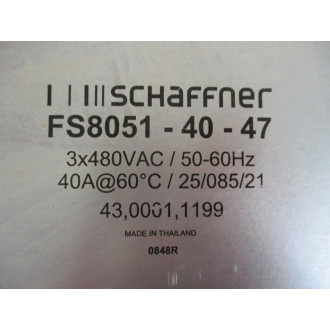 SCHAFFNER
FS8051 - 40 - 47
3x480VAC / 50-60Hz
40A@60°C / 25/085/21
43,0001,1199
MADE IN THAILAND
0848R